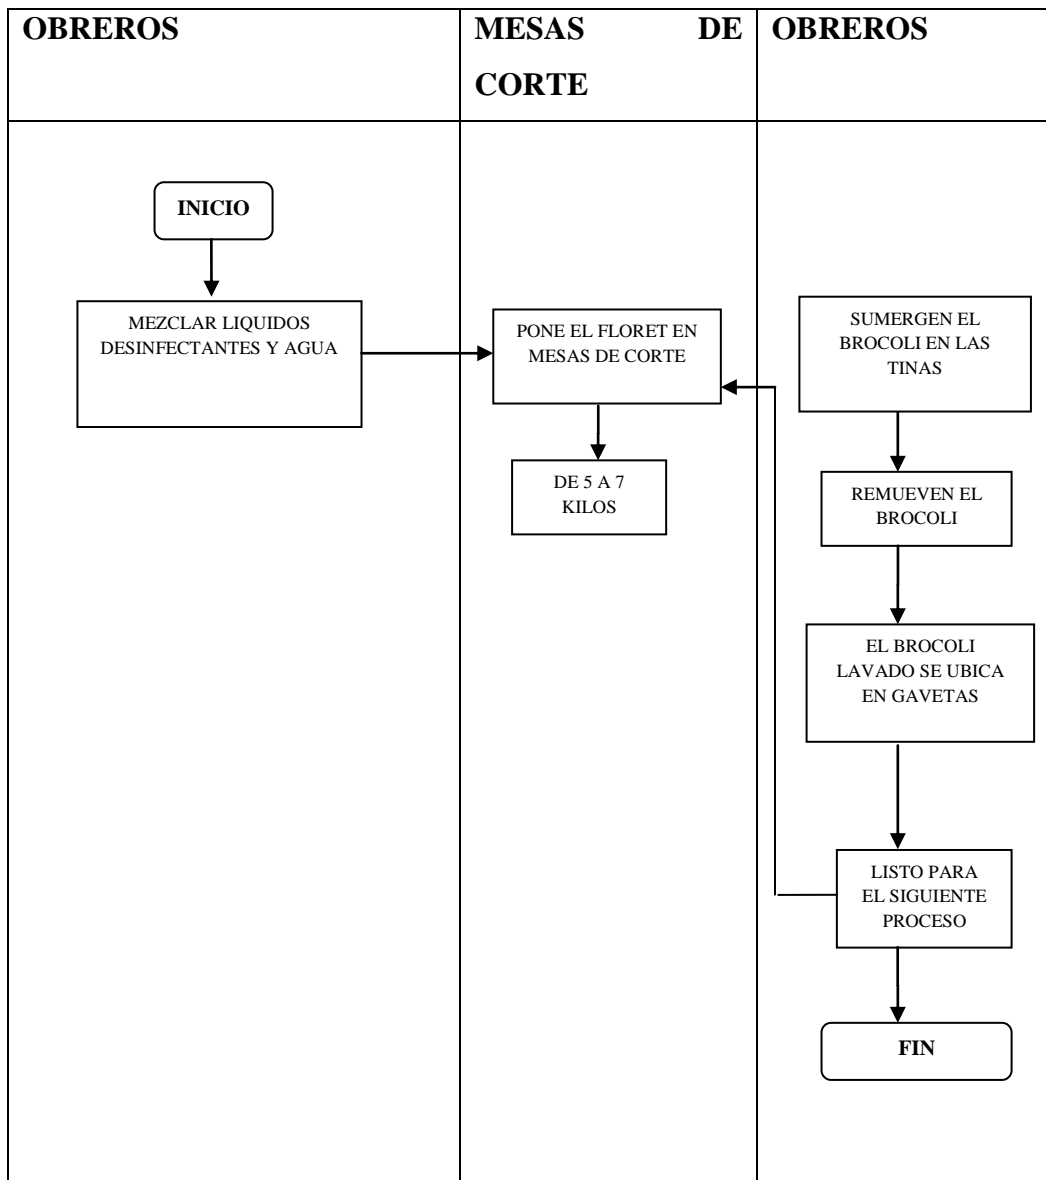 OBREROS
MESAS DE
CORTE
OBREROS
INICIO
MEZCLAR LIQUIDOS
DESINFECTANTES Y AGUA
PONE EL FLORET EN
MESAS DE CORTE
DE 5 A 7
KILOS
SUMERGEN EL
BROCOLI EN LAS
TINAS
REMUEVEN EL
BROCOLI
EL BROCOLI
LAVADO SE UBICA
EN GAVETAS
LISTO PARA
EL SIGUIENTE
PROCESO
FIN